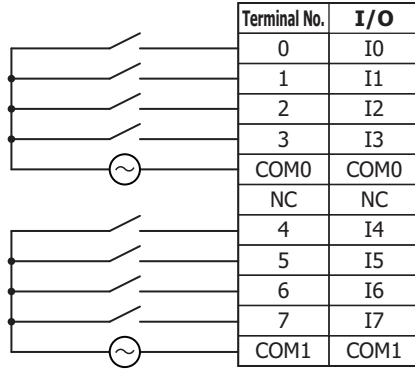 Terminal No. I/O
0 I0
1 I1
2 I2
3 I3
COM0 COM0
NC NC
4 I4
5 I5
6 I6
7 I7
COM1 COM1